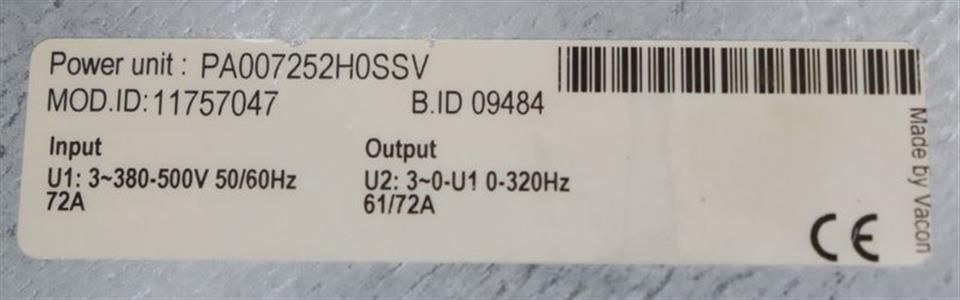 Power unit : PA007252H0SSV
MOD.ID:11757047 B.ID 09484
Input Output
U1: 3~380-500V 50/60Hz U2: 3~0-U1 0-320Hz
72A 61/72A
Made by Vacon
CE